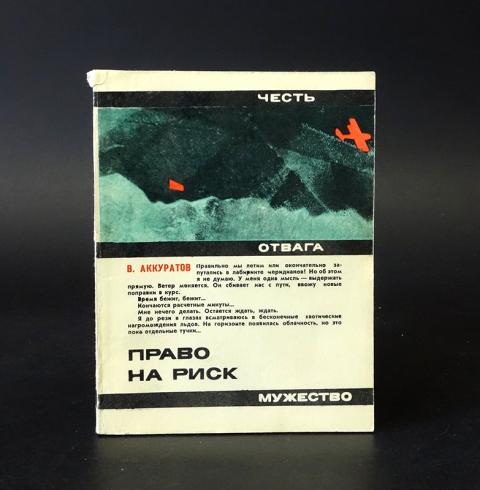 ЧЕСТЬ
ОТВАГА
В. АККУРАТОВ
Правильно мы летим или окончательно за-
путались в лабиринте меридианов! Но об этом
я не думаю. У меня одна мысль — выдержать
прямую. Ветер меняется. Он сбивает нас с пути, ввожу новые
поправки в курс.
Время бежит, бежит...
Кончаются расчетные минуты...
Мне нечего делать. Остается ждать, ждать.
Я до рези в глазах всматриваюсь в бесконечные хаотические
нагромождения льдов. На горизонте появилась облачность, но это
пока отдельные тучки...
ПРАВО
НА РИСК
МУЖЕСТВО